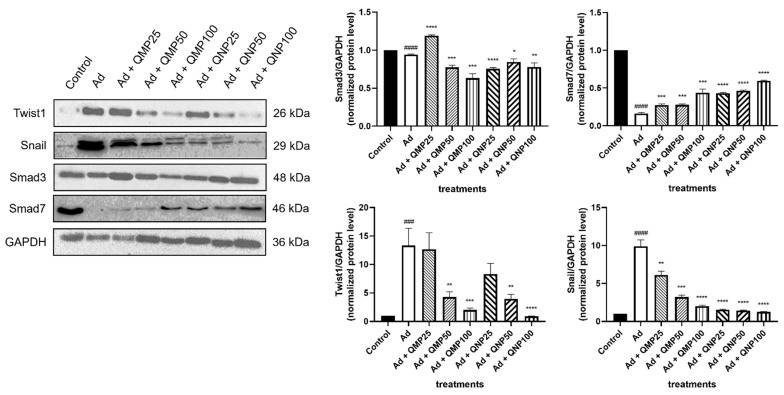 Control
Ad
Ad + QMP25
Ad + QMP50
Ad + QMP100
Ad + QNP25
Ad + QNP50
Ad + QNP100
Twist1 26 kDa
Snail 29 kDa
Smad3 48 kDa
Smad7 46 kDa
GAPDH 36 kDa
Smad3/GAPDH
(normalized protein level)
1.5
1.0
0.5
0.0
####
****
***
***
****
*
**
Control
Ad
Ad + QMP25
Ad + QMP50
Ad + QMP100
Ad + QNP25
Ad + QNP50
Ad + QNP100
treatments
Smad7/GAPDH
(normalized protein level)
1.5
1.0
0.5
0.0
####
***
***
***
****
****
****
Control
Ad
Ad + QMP25
Ad + QMP50
Ad + QMP100
Ad + QNP25
Ad + QNP50
Ad + QNP100
treatments
Twist1/GAPDH
(normalized protein level)
20
15
10
5
0
###
**
***
**
****
Control
Ad
Ad + QMP25
Ad + QMP50
Ad + QMP100
Ad + QNP25
Ad + QNP50
Ad + QNP100
treatments
Snail/GAPDH
(normalized protein level)
15
10
5
0
####
**
***
****
****
****
****
Control
Ad
Ad + QMP25
Ad + QMP50
Ad + QMP100
Ad + QNP25
Ad + QNP50
Ad + QNP100
treatments